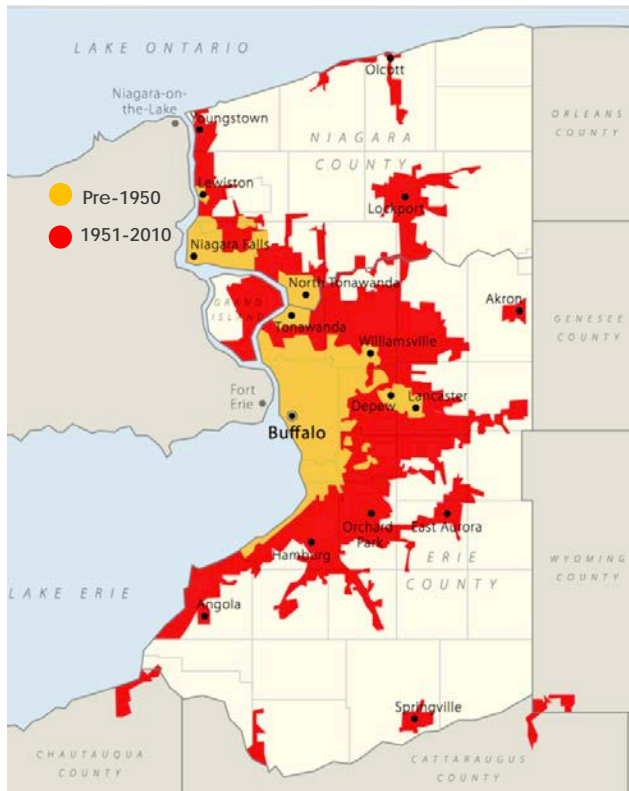 LAKE ONTARIO
Olcott
Niagara-on-
the-Lake
ORLEANS
COUNTY
Youngstown
NIAGARA
COUNTY
Lewiston
Lockport
Pre-1950
1951-2010
Niagara Falls
North Tonawanda
GRAND
ISLAND
Akron
Tonawanda
GENESEE
COUNTY
Williamsville
Fort
Erie
Depew
Lancaster
Buffalo
Orchard
Park
East Aurora
Hamburg
ERIE
COUNTY
WYOMING
COUNTY
LAKE ERIE
Angola
Springville
CHAUTAUQUA
COUNTY
CATTARAUGUS
COUNTY